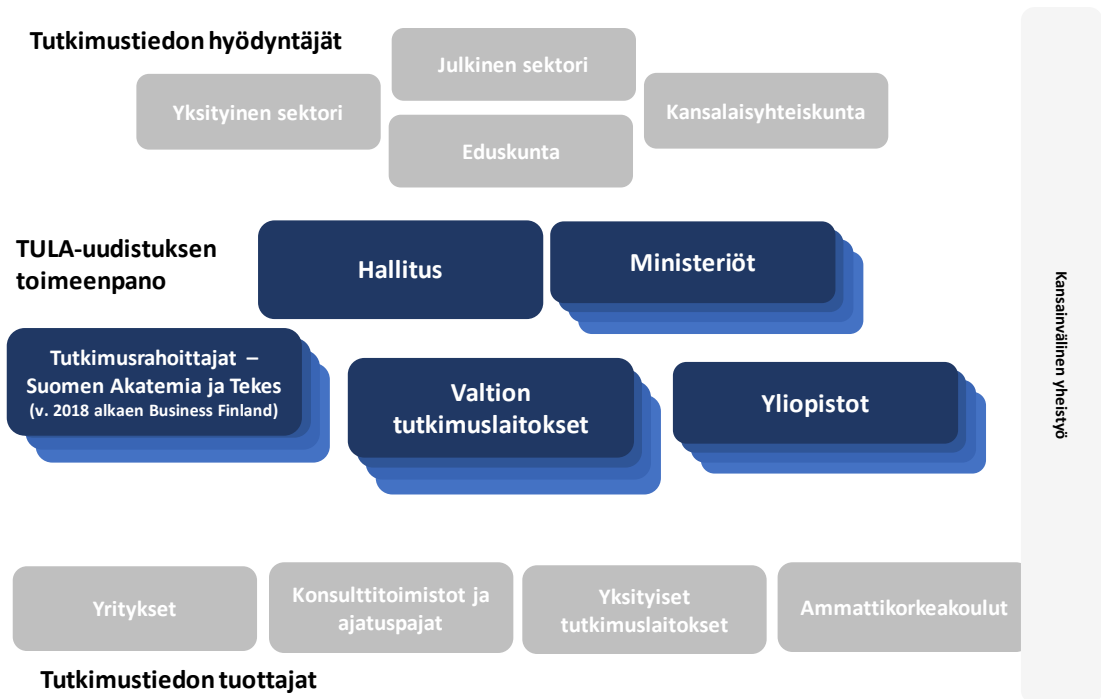 Tutkimustiedon hyödyntäjät
Julkinen sektori
Yksityinen sektori
Kansalaisyhteiskunta
Eduskunta
TULA-uudistuksen
toimeenpano
Hallitus
Ministeriöt
Tutkimusrahoittajat –
Suomen Akatemia ja Tekes
(v. 2018 alkaen Business Finland)
Valtion
tutkimuslaitokset
Yliopistot
Kansainvälinen yheistyö
Yritykset
Konsulttitoimistot ja
ajatuspajat
Yksityiset
tutkimuslaitokset
Ammattikorkeakoulut
Tutkimustiedon tuottajat